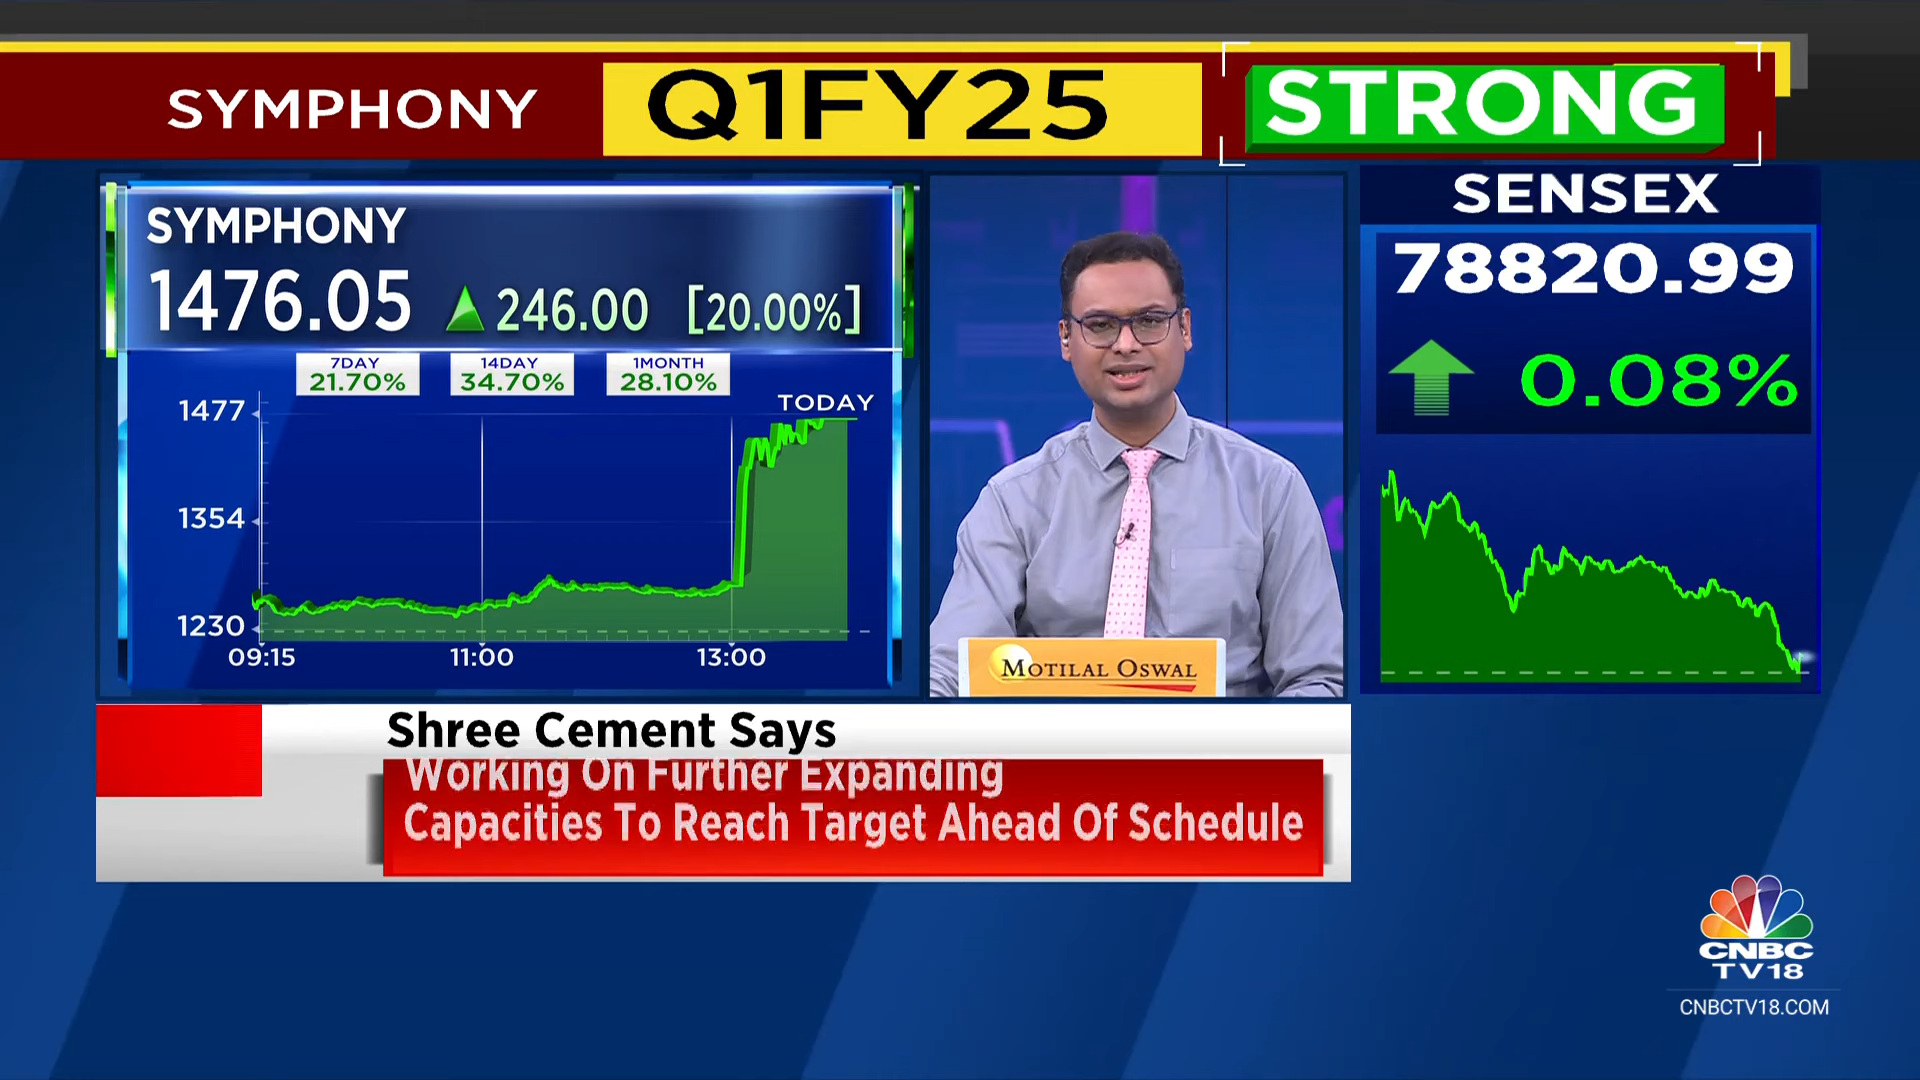 SYMPHONY
Q1FY25
STRONG
SYMPHONY
1476.05 246.00 [20.00%]
7DAY
21.70%
14DAY
34.70%
1MONTH
28.10%
TODAY
1477
1354
1230
09:15
11:00
13:00
MOTILAL OSWAL
SENSEX
78820.99
0.08%
Shree Cement Says
Working On Further Expanding
Capacities To Reach Target Ahead Of Schedule
CNBC
TV18
CNBCTV18.COM